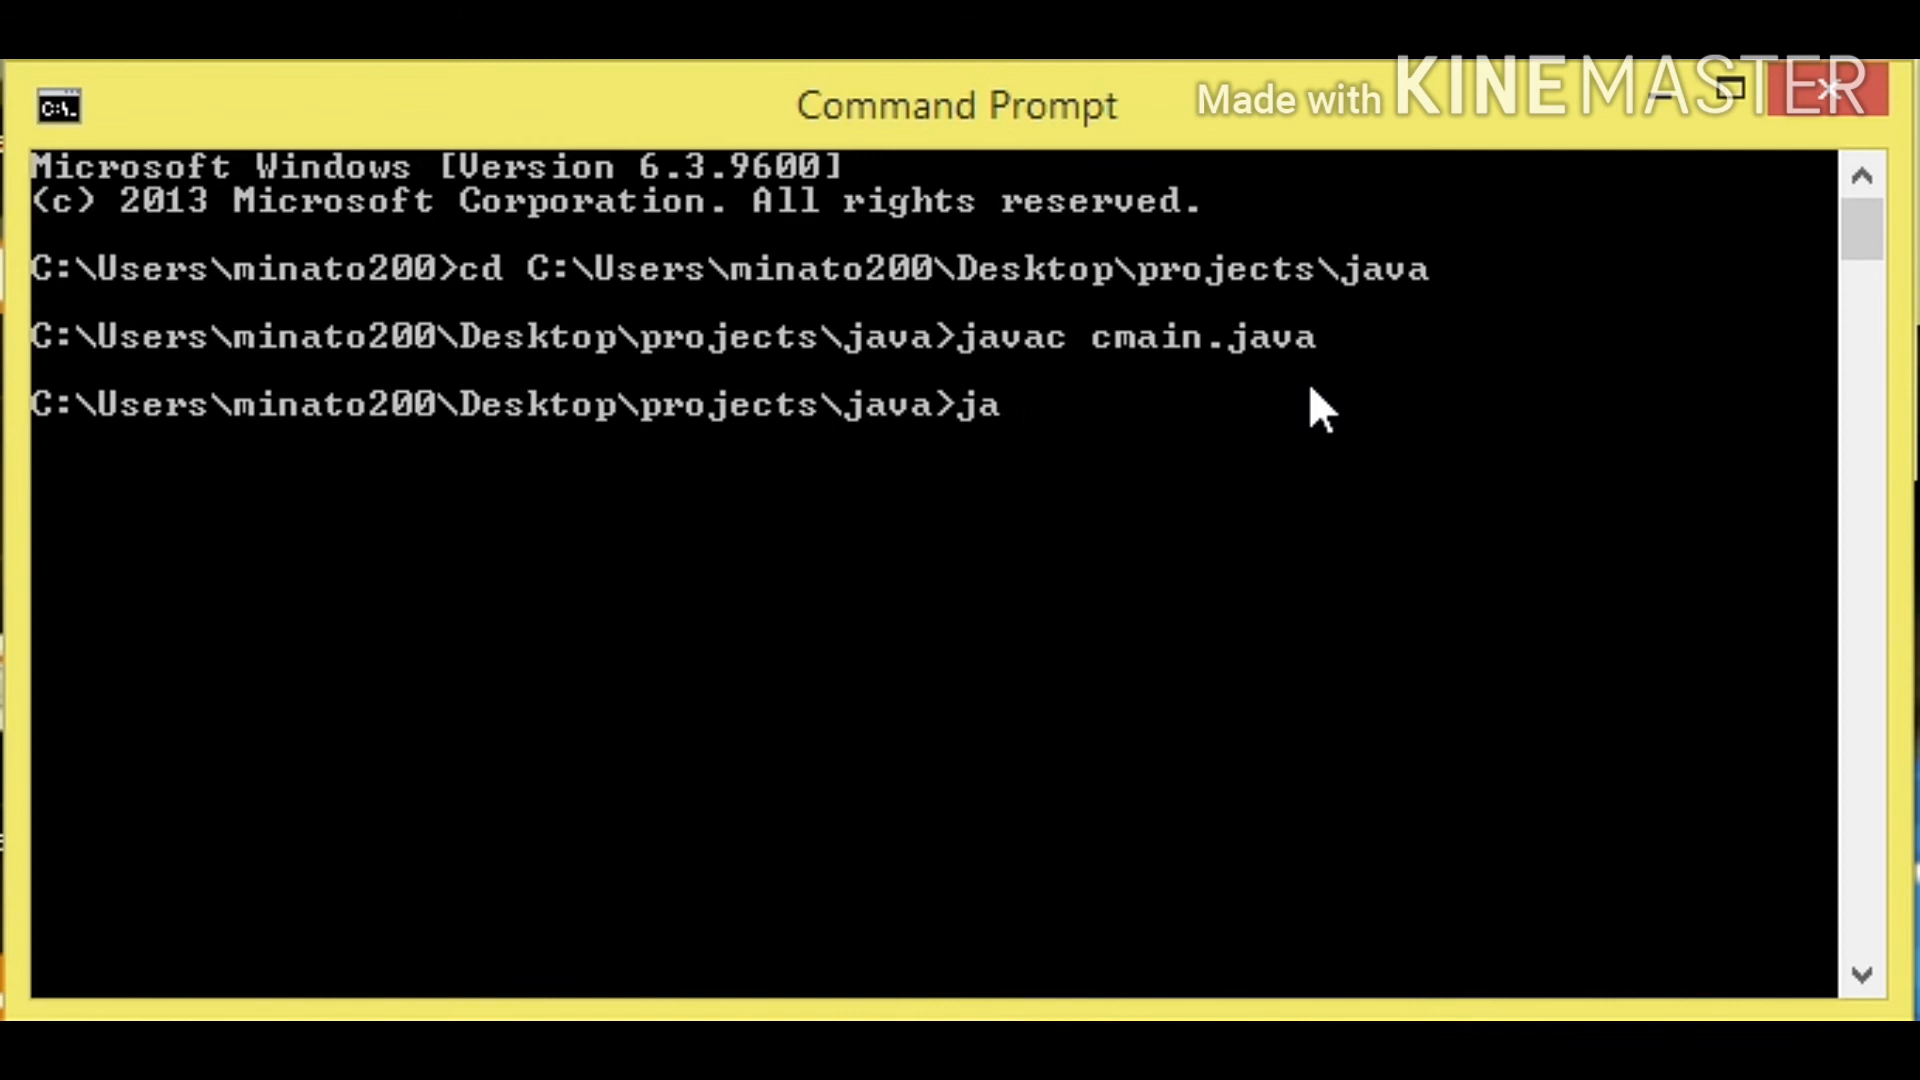 Made with KINEMASTER
C:\.
Command Prompt
Microsoft Windows [Version 6.3.9600]
(c) 2013 Microsoft Corporation. All rights reserved.
C:\Users\minato200>cd C:\Users\minato200\Desktop\projects\java
C:\Users\minato200\Desktop\projects\java>javac cmain.java
C:\Users\minato200\Desktop\projects\java>ja